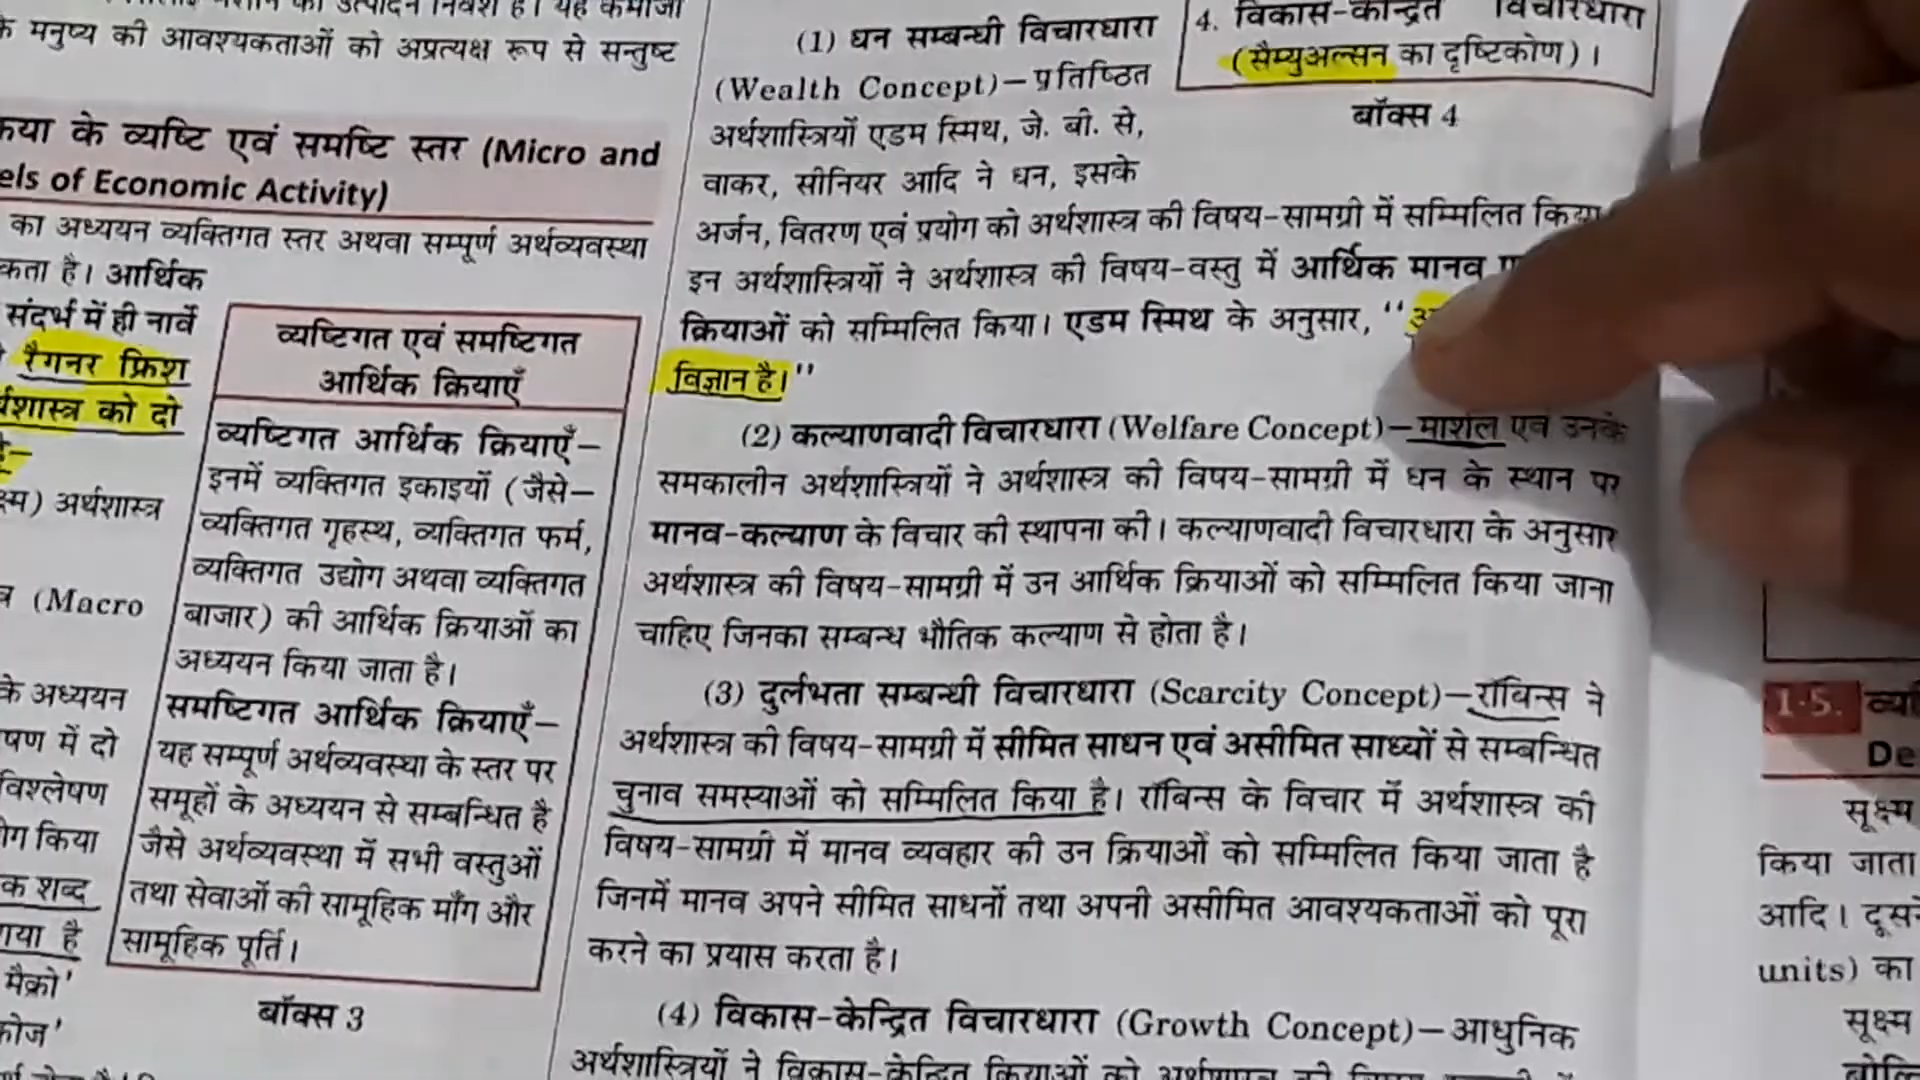 के मनुष्य की आवश्यकताओं को अप्रत्यक्ष रूप से सन्तुष्ट
के व्यष्टि एवं समष्टि स्तर (Micro and
of Economic Activity)
का अध्ययन व्यक्तिगत स्तर अथवा सम्पूर्ण अर्थव्यवस्था
है। आर्थिक
संदर्भ में ही नार्वे
रैगनर फ्रिश
को दो
अर्थशास्त्र
(Macro
के अध्ययन
में दो
विश्लेषण
किया
शब्द
है
मैक्रो'
व्यष्टिगत एवं समष्टिगत
आर्थिक क्रियाएँ
व्यष्टिगत आर्थिक क्रियाएँ–
इनमें व्यक्तिगत इकाइयों (जैसे–
व्यक्तिगत गृहस्थ, व्यक्तिगत फर्म,
व्यक्तिगत उद्योग अथवा व्यक्तिगत
बाजार) की आर्थिक क्रियाओं का
अध्ययन किया जाता है।
समष्टिगत आर्थिक क्रियाएँ–
यह सम्पूर्ण अर्थव्यवस्था के स्तर पर
समूहों के अध्ययन से सम्बन्धित है
जैसे अर्थव्यवस्था में सभी वस्तुओं
तथा सेवाओं की सामूहिक माँग और
सामूहिक पूर्ति।
बॉक्स 3
(1) धन सम्बन्धी विचारधारा
(Wealth Concept)–प्रतिष्ठित
अर्थशास्त्रियों एडम स्मिथ, जे. बी. से,
वाकर, सीनियर आदि ने धन, इसके
अर्जन, वितरण एवं प्रयोग को अर्थशास्त्र की विषय-सामग्री में सम्मिलित किया
इन अर्थशास्त्रियों ने अर्थशास्त्र की विषय-वस्तु में आर्थिक मानव
क्रियाओं को सम्मिलित किया। एडम स्मिथ के अनुसार, "
विज्ञान है।"
(2) कल्याणवादी विचारधारा (Welfare Concept)–मार्शल एवं उनके
समकालीन अर्थशास्त्रियों ने अर्थशास्त्र की विषय-सामग्री में धन के स्थान पर
मानव-कल्याण के विचार की स्थापना की। कल्याणवादी विचारधारा के अनुसार
अर्थशास्त्र की विषय-सामग्री में उन आर्थिक क्रियाओं को सम्मिलित किया जाना
चाहिए जिनका सम्बन्ध भौतिक कल्याण से होता है।
(3) दुर्लभता सम्बन्धी विचारधारा (Scarcity Concept)–रॉबिन्स ने
अर्थशास्त्र की विषय-सामग्री में सीमित साधन एवं असीमित साध्यों से सम्बन्धित
चुनाव समस्याओं को सम्मिलित किया है। रॉबिन्स के विचार में अर्थशास्त्र की
विषय-सामग्री में मानव व्यवहार की उन क्रियाओं को सम्मिलित किया जाता है
जिनमें मानव अपने सीमित साधनों तथा अपनी असीमित आवश्यकताओं को पूरा
करने का प्रयास करता है।
(4) विकास-केन्द्रित विचारधारा (Growth Concept)–आधुनिक
अर्थशास्त्रियों ने विकास-केन्द्रित क्रियाओं को
4. विकास-केन्द्रित विचारधारा
(सैम्युअल्सन का दृष्टिकोण)।
बॉक्स 4
1·5.
De
सूक्ष्म
किया जाता
आदि।
units) का
सूक्ष्म